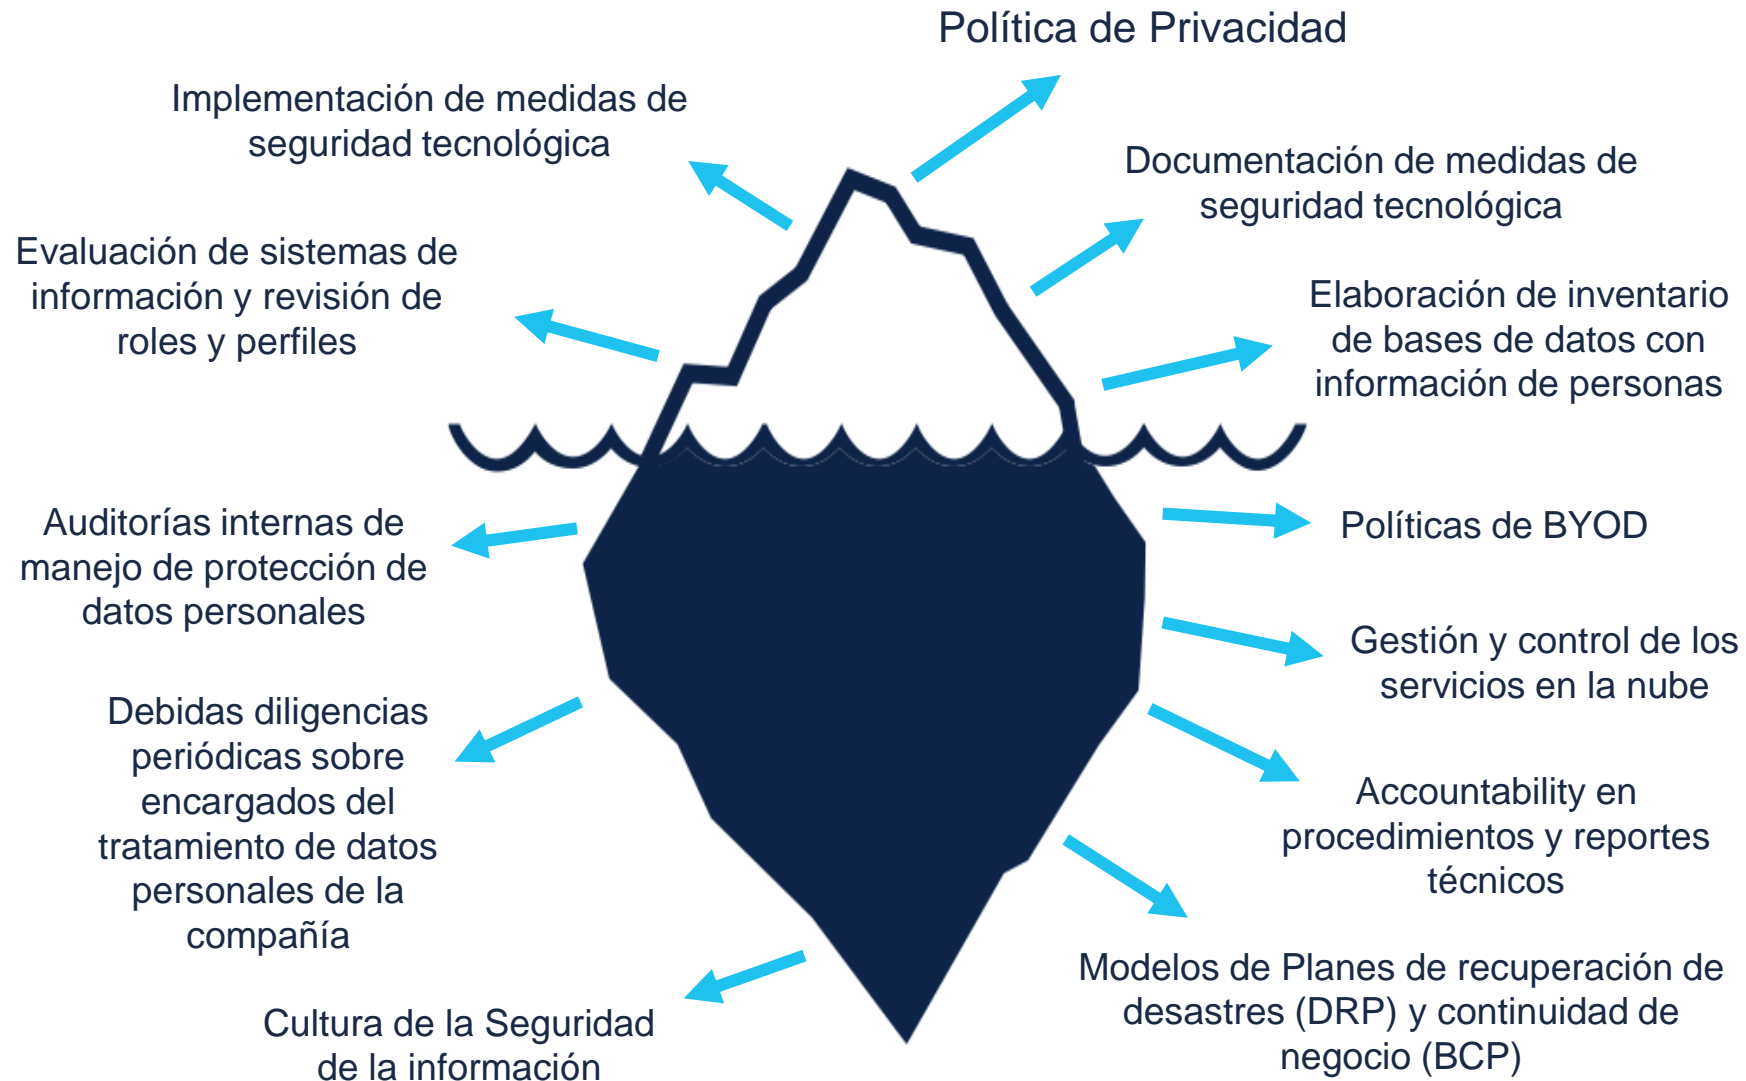 Política de Privacidad
Implementación de medidas de
seguridad tecnológica
Documentación de medidas de
seguridad tecnológica
Evaluación de sistemas de
información y revisión de
roles y perfiles
Elaboración de inventario
de bases de datos con
información de personas
Auditorías internas de
manejo de protección de
datos personales
Políticas de BYOD
Gestión y control de los
servicios en la nube
Debidas diligencias
periódicas sobre
encargados del
tratamiento de datos
personales de la
compañía
Accountability en
procedimientos y reportes
técnicos
Modelos de Planes de recuperación de
desastres (DRP) y continuidad de
negocio (BCP)
Cultura de la Seguridad
de la información